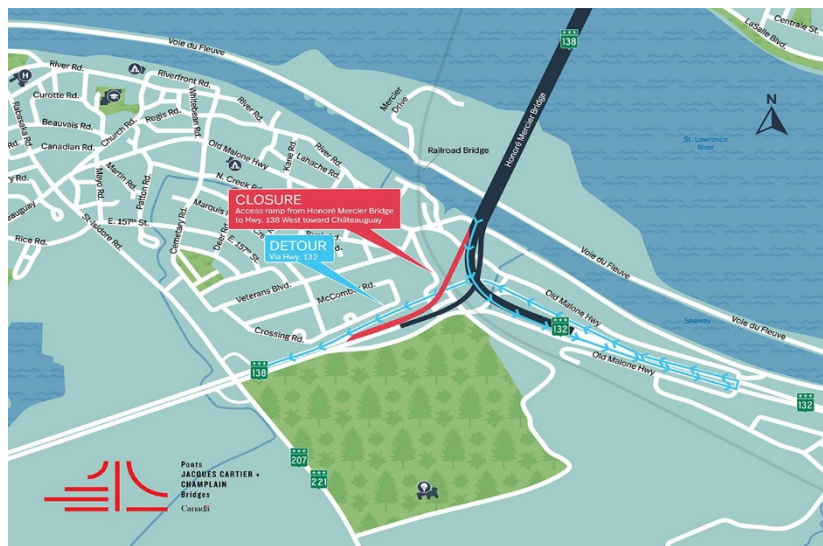 Voie du Fleuve
138
Centrale St.
LaSalle Blvd.
River Rd.
Riverfront Rd.
H
Curotte Rd.
Rabaska Rd.
Whitebean Rd.
River Rd.
Mercier
Drive
N
Beauvais Rd.
Church Rd.
Regis Rd.
Honoré Mercier Bridge
Canadian Rd.
Old Malone Hwy
Kane Rd.
Lahache Rd.
River Rd.
Railroad Bridge
St. Lawrence
River
Martin Rd.
Mayo Rd.
Patton Rd.
N. Creek Rd.
CLOSURE
Access ramp from Honoré Mercier Bridge
to Hwy. 138 West toward Châteauguay
E. 157th St.
St-Isidore Rd.
Cemetary Rd.
Rice Rd.
E. 157th St.
DETOUR
Via Hwy. 132
Voie du Fleuve
Veterans Blvd.
McComber Rd.
Old Malone Hwy
Seaway
Voie du Fleuve
Crossing Rd.
132
Old Malone Hwy
138
132
207
221
Ponts
JACQUES CARTIER +
CHAMPLAIN
Bridges
Canada